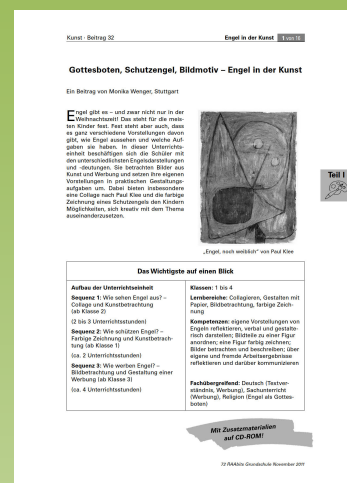 Kunst · Beitrag 32
Engel in der Kunst 1 von 16
Gottesboten, Schutzengel, Bildmotiv – Engel in der Kunst
Ein Beitrag von Monika Wenger, Stuttgart
Engel gibt es – und zwar nicht nur in der
Weihnachtszeit! Das steht für die meis-
ten Kinder fest. Fest steht aber auch, dass
es ganz verschiedene Vorstellungen davon
gibt, wie Engel aussehen und welche Auf-
gaben sie haben. In dieser Unterrichts-
einheit beschäftigen sich die Schüler mit
den unterschiedlichsten Engelsdarstellungen
und -deutungen. Sie betrachten Bilder aus
Kunst und Werbung und setzen ihre eigenen
Vorstellungen in praktischen Gestaltungs-
aufgaben um. Dabei bieten insbesondere
eine Collage nach Paul Klee und die farbige
Zeichnung eines Schutzengels den Kindern
Möglichkeiten, sich kreativ mit dem Thema
auseinanderzusetzen.
Teil I
„Engel, noch weiblich“ von Paul Klee
Das Wichtigste auf einen Blick
Aufbau der Unterrichtseinheit
Sequenz 1: Wie sehen Engel aus? –
Collage und Kunstbetrachtung
(ab Klasse 2)
(2 bis 3 Unterrichtsstunden)
Sequenz 2: Wie schützen Engel? –
Farbige Zeichnung und Kunstbetrach-
tung (ab Klasse 1)
(ca. 2 Unterrichtsstunden)
Sequenz 3: Wie werben Engel? –
Bildbetrachtung und Gestaltung einer
Werbung (ab Klasse 3)
(ca. 4 Unterrichtsstunden)
Klassen: 1 bis 4
Lernbereiche: Collagieren, Gestalten mit
Papier, Bildbetrachtung, farbige Zeich-
nung
Kompetenzen: eigene Vorstellungen von
Engeln reflektieren, verbal und gestalte-
risch darstellen; Bildteile zu einer Figur
anordnen; eine Figur farbig zeichnen;
Bilder betrachten und beschreiben; über
eigene und fremde Arbeitsergebnisse
reflektieren und darüber kommunizieren
Fachübergreifend: Deutsch (Textver-
ständnis, Werbung), Sachunterricht
(Werbung), Religion (Engel als Gottes-
boten)
Mit Zusatzmaterialien
auf CD-ROM!
72 RAAbits Grundschule November 2011